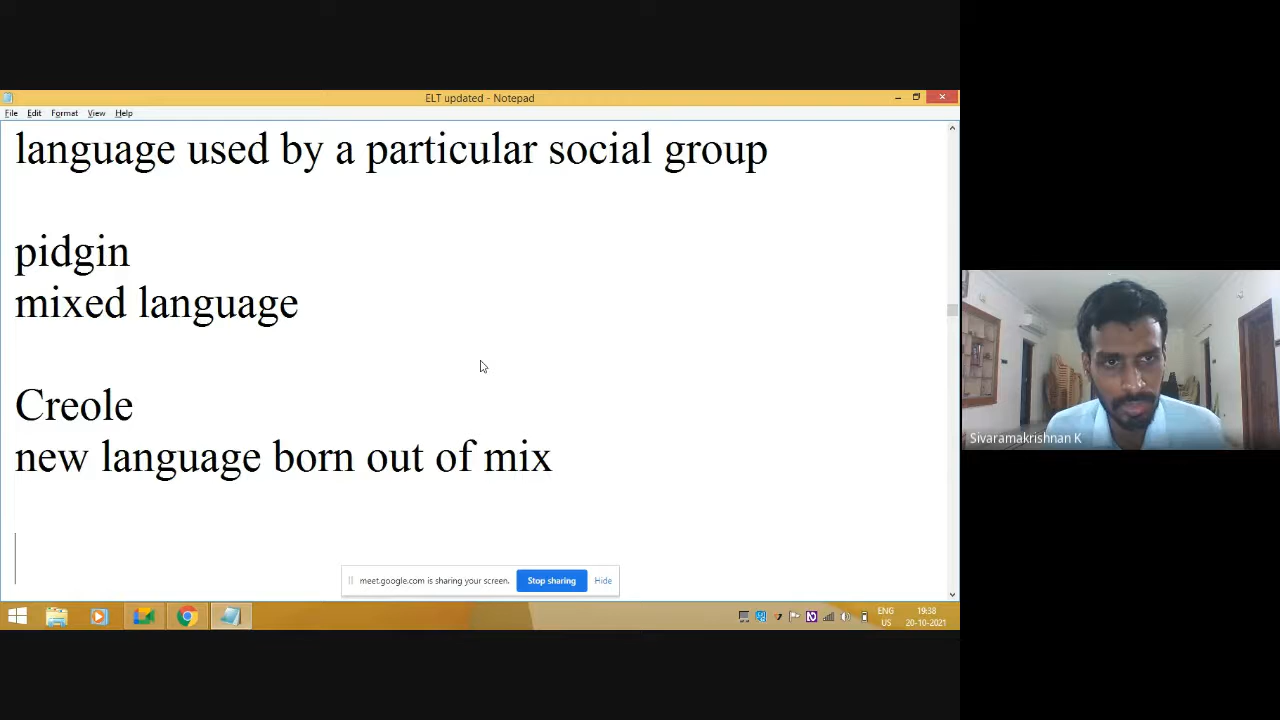 ELT updated - Notepad
File Edit Format View Help
language used by a particular social group
pidgin
mixed language
Creole
new language born out of mix
meet.google.com is sharing your screen. Stop sharing Hide
ENG 19:38
US 20-10-2021
Sivaramakrishnan K